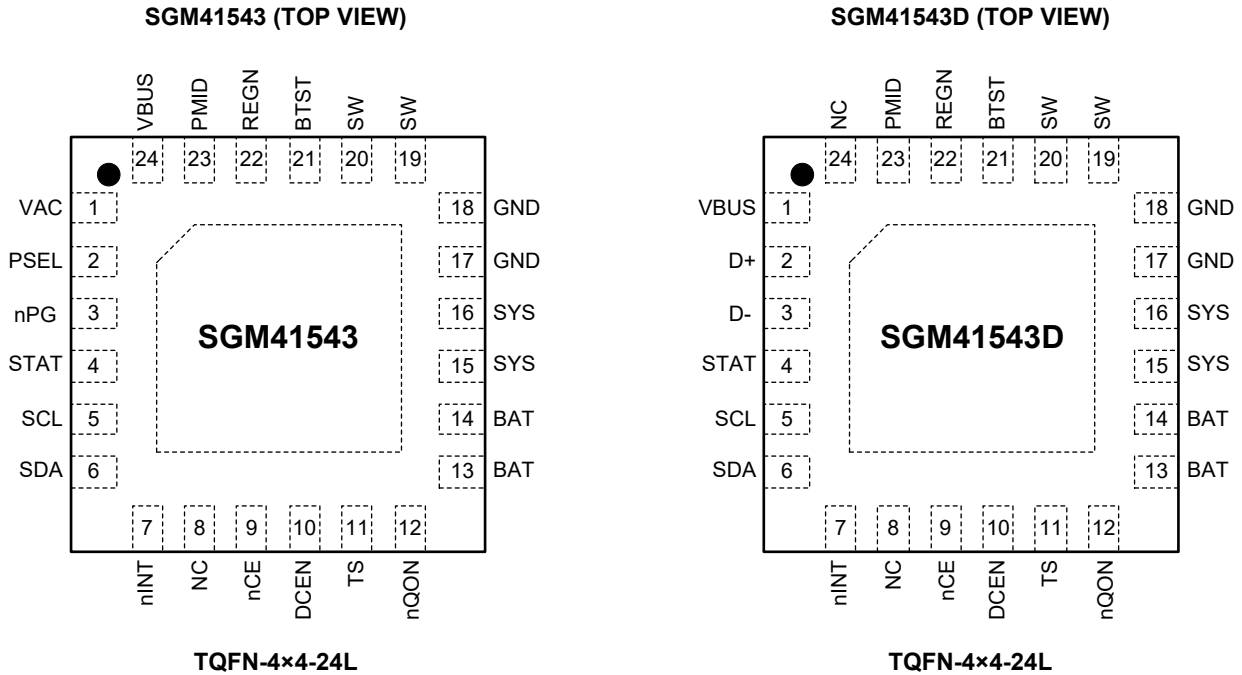 SGM41543 (TOP VIEW)
VBUS
PMID
REGN
BTST
SW
SW
24 23 22 21 20 19
VAC 1
PSEL 2
nPG 3
STAT 4
SCL 5
SDA 6
18 GND
17 GND
16 SYS
15 SYS
14 BAT
13 BAT
SGM41543
7 8 9 10 11 12
nINT
NC
nCE
DCEN
TS
nQON
TQFN-4×4-24L
SGM41543D (TOP VIEW)
NC
PMID
REGN
BTST
SW
SW
24 23 22 21 20 19
VBUS 1
D+ 2
D- 3
STAT 4
SCL 5
SDA 6
18 GND
17 GND
16 SYS
15 SYS
14 BAT
13 BAT
SGM41543D
7 8 9 10 11 12
nINT
NC
nCE
DCEN
TS
nQON
TQFN-4×4-24L